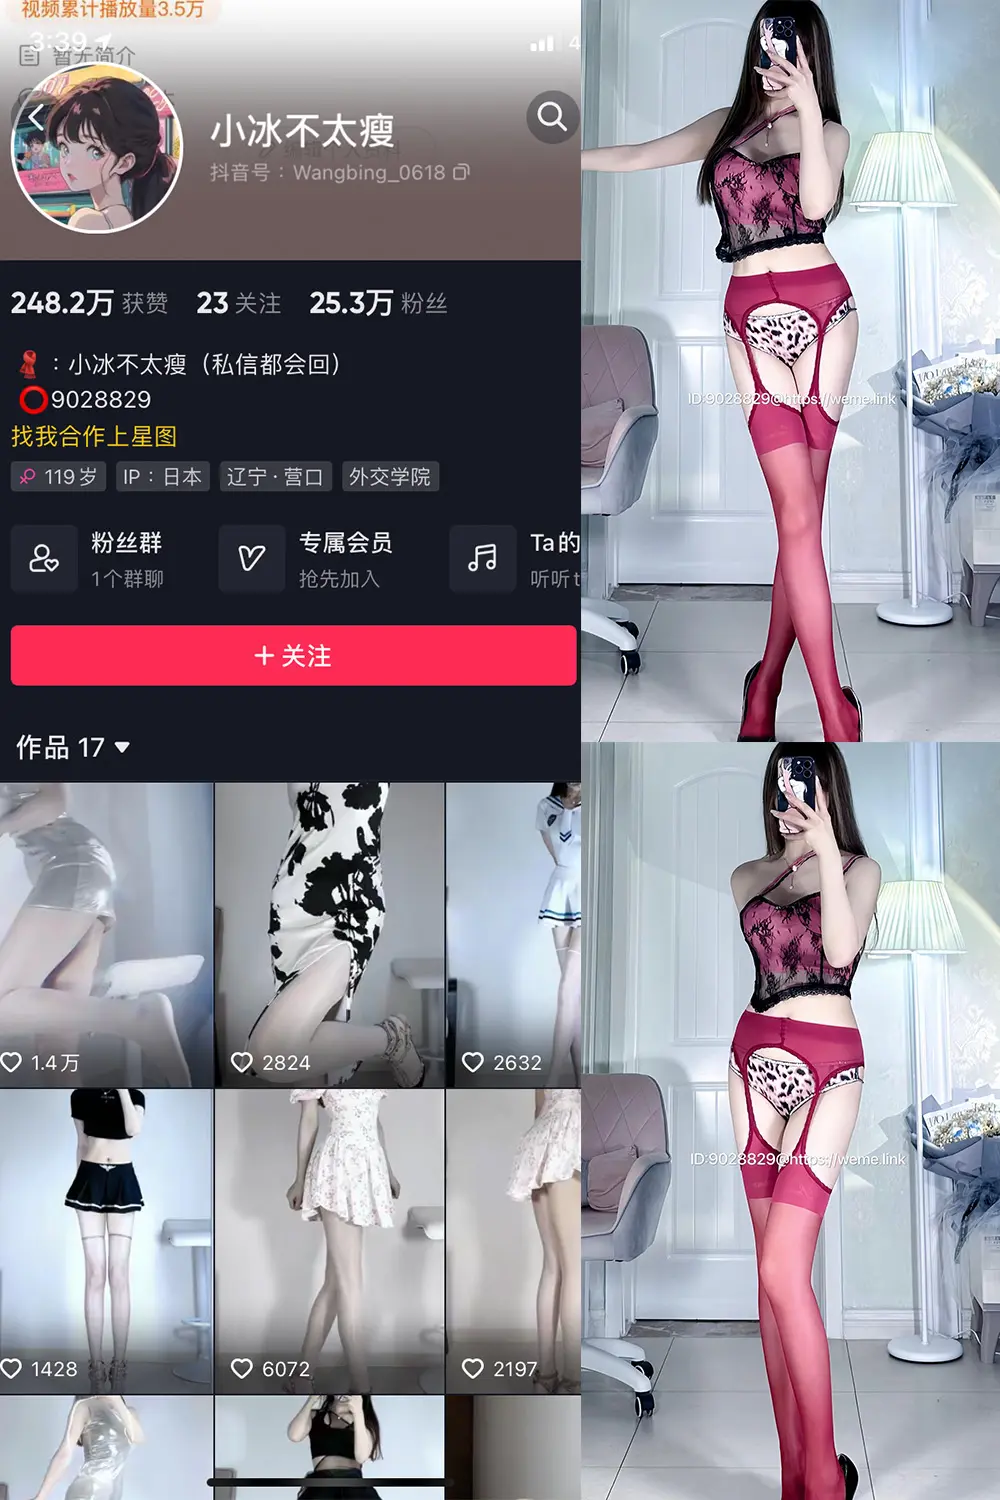 视频累计播放量3.5万
3:39
4
暂无简介
小冰不太瘦
抖音号：Wangbing_0618
248.2万 获赞 23 关注 25.3万 粉丝
：小冰不太瘦（私信都会回）
9028829
找我合作上星图
119岁 IP：日本 辽宁·营口 外交学院
粉丝群
1个群聊
专属会员
抢先加入
Ta的
听听t
+ 关注
作品 17
1.4万
2824
2632
1428
6072
2197
ID:9028829@https://weme.link
ID:9028829@https://weme.link